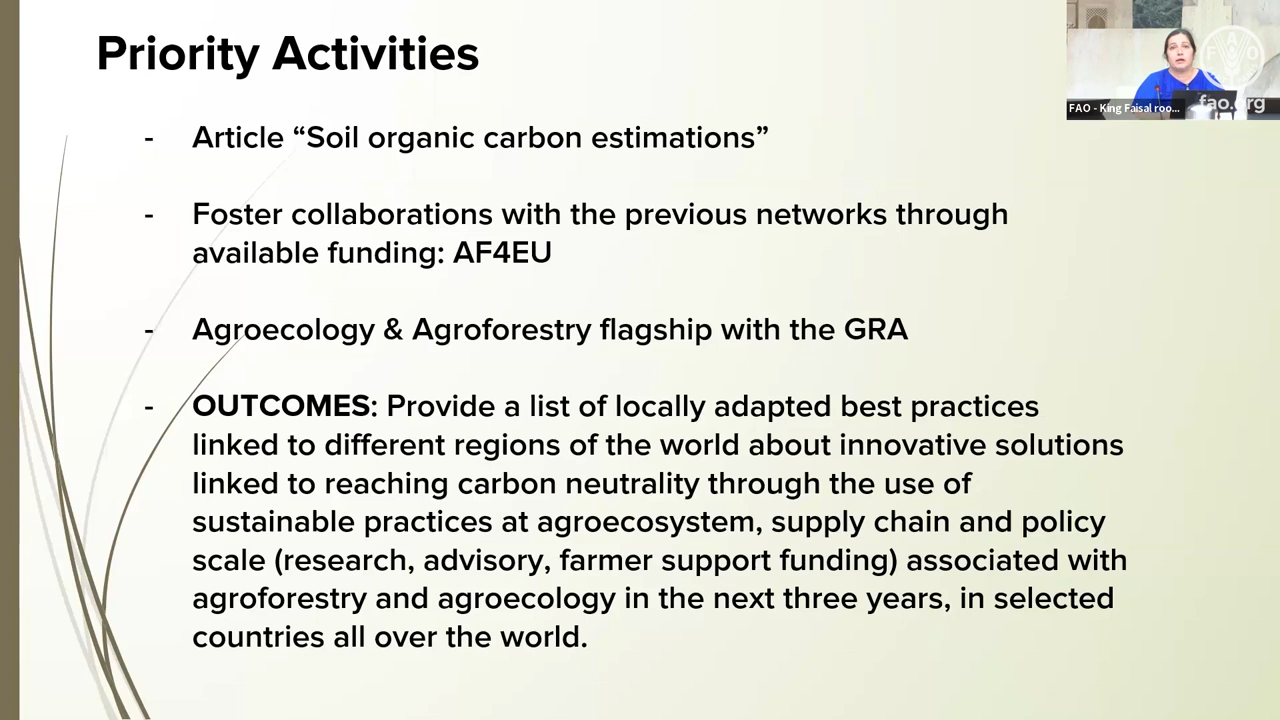 Priority Activities
- Article “Soil organic carbon estimations”
- Foster collaborations with the previous networks through
available funding: AF4EU
- Agroecology & Agroforestry flagship with the GRA
- OUTCOMES: Provide a list of locally adapted best practices
linked to different regions of the world about innovative solutions
linked to reaching carbon neutrality through the use of
sustainable practices at agroecosystem, supply chain and policy
scale (research, advisory, farmer support funding) associated with
agroforestry and agroecology in the next three years, in selected
countries all over the world.
FAO
FAO - King Faisal roo...
fao.org